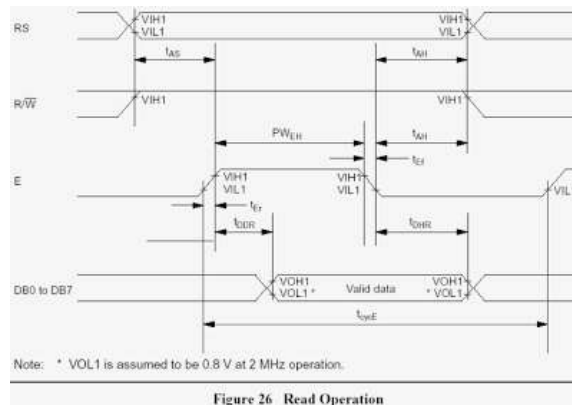 RS
VIH1
VIL1
VIH1
VIL1
tAS
tAH
R/W̅
VIH1
VIH1
PWEH
tAH
tEf
E
VIH1
VIL1
VIH1
VIL1
VIL
tEr
tDDR
tDHR
DB0 to DB7
VOH1
VOL1 *
Valid data
VOH1
* VOL1
tcycE
Note: * VOL1 is assumed to be 0.8 V at 2 MHz operation.
Figure 26 Read Operation